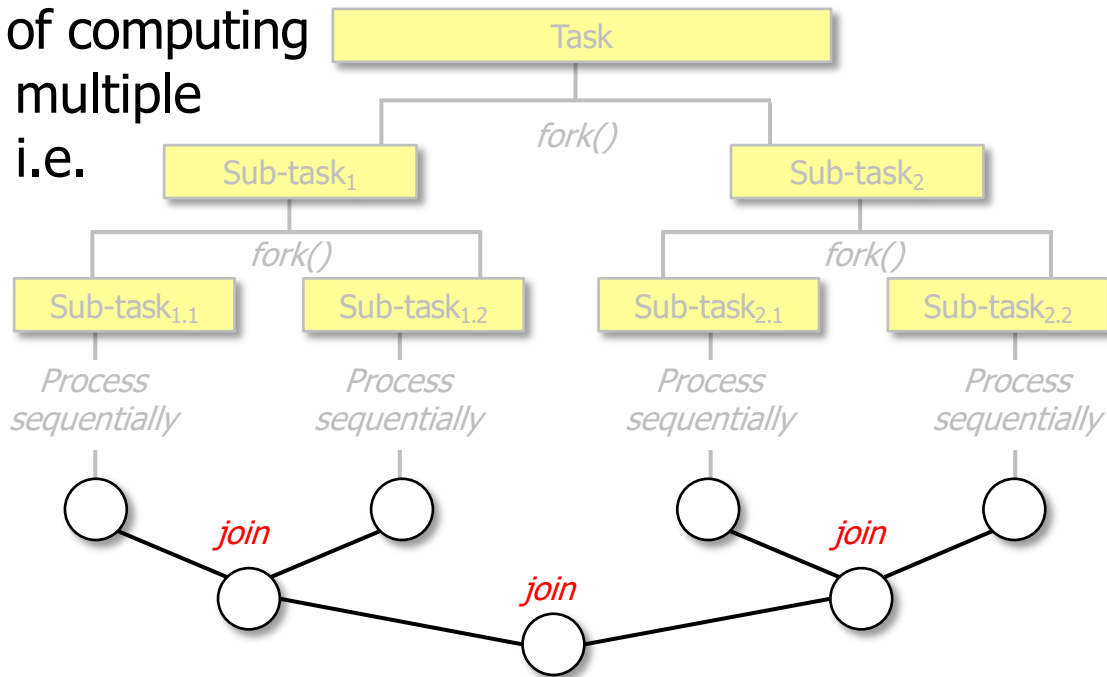 of computing
multiple
i.e.
Task
fork()
Sub-task₁
Sub-task₂
fork()
fork()
Sub-task₁.₁
Sub-task₁.₂
Sub-task₂.₁
Sub-task₂.₂
Process
sequentially
Process
sequentially
Process
sequentially
Process
sequentially
join
join
join